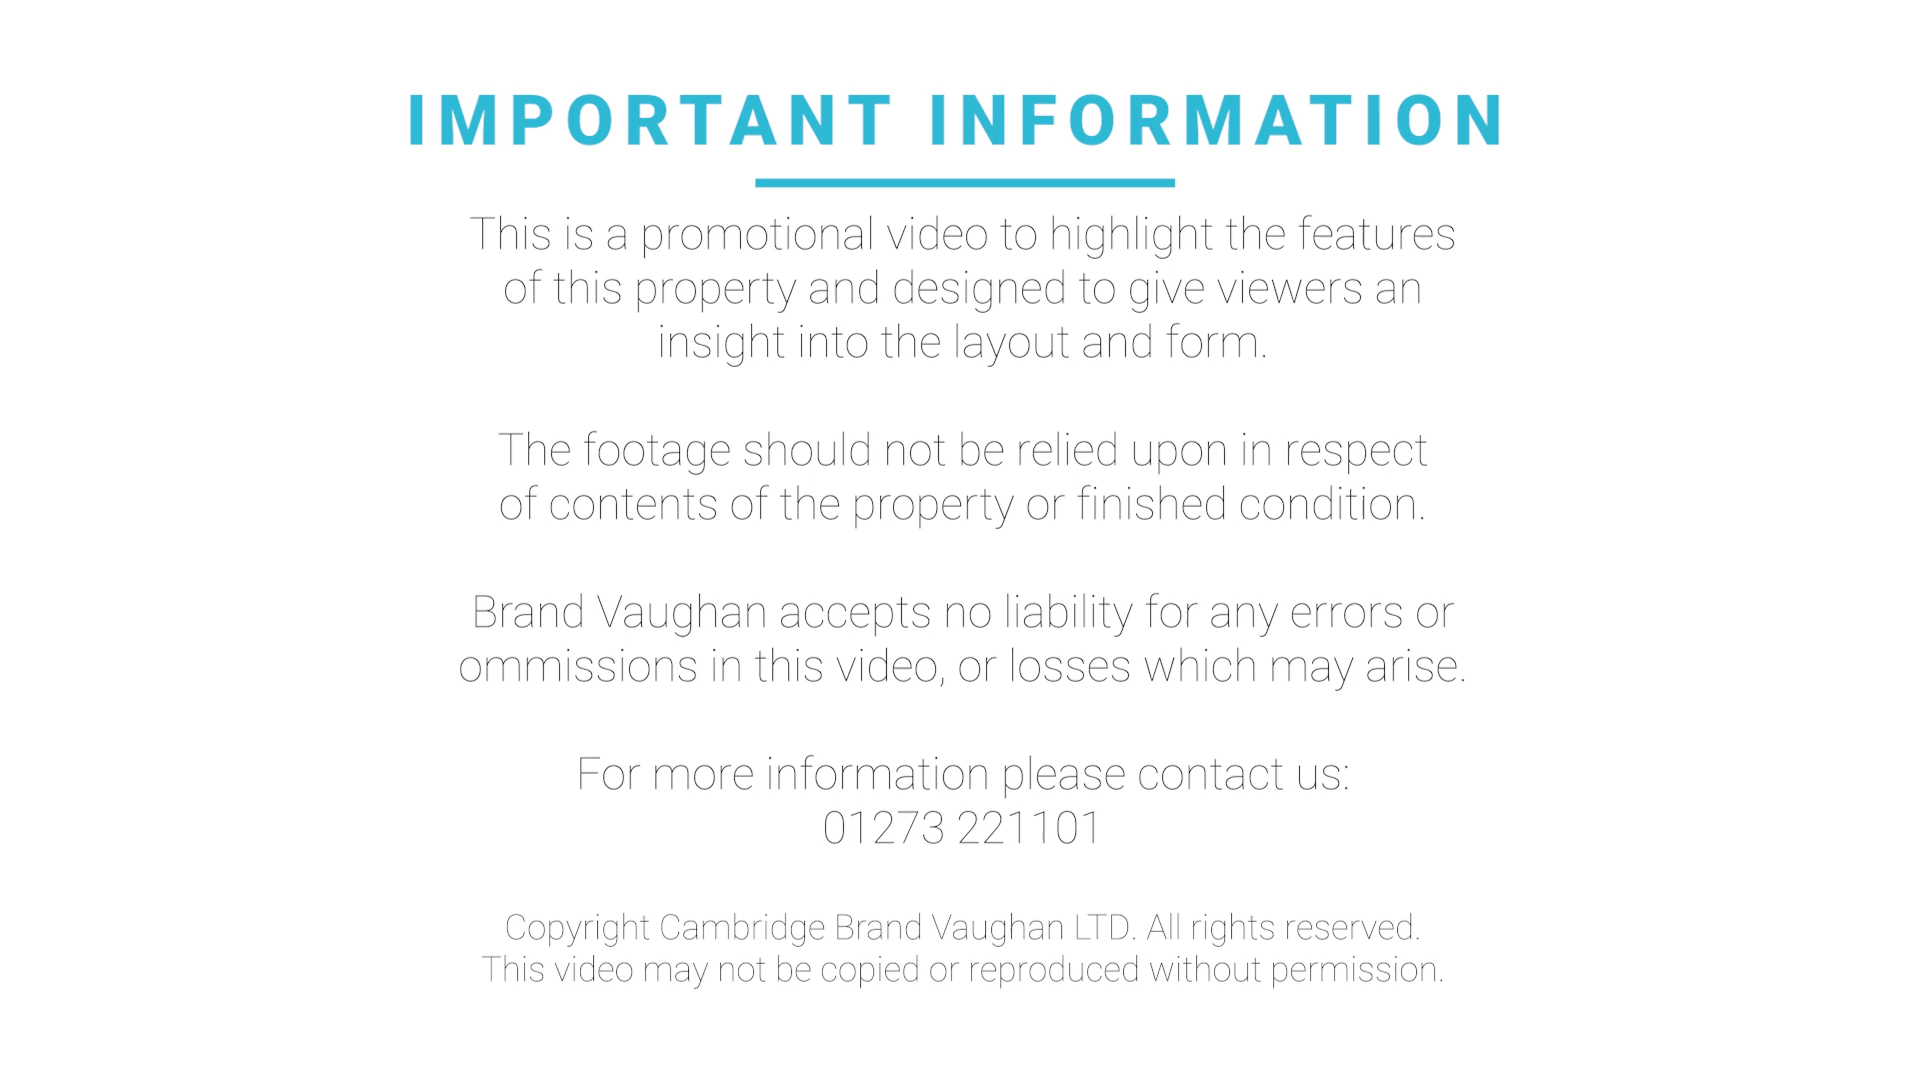 IMPORTANT INFORMATION
This is a promotional video to highlight the features
of this property and designed to give viewers an
insight into the layout and form.
The footage should not be relied upon in respect
of contents of the property or finished condition.
Brand Vaughan accepts no liability for any errors or
ommissions in this video, or losses which may arise.
For more information please contact us:
01273 221101
Copyright Cambridge Brand Vaughan LTD. All rights reserved.
This video may not be copied or reproduced without permission.